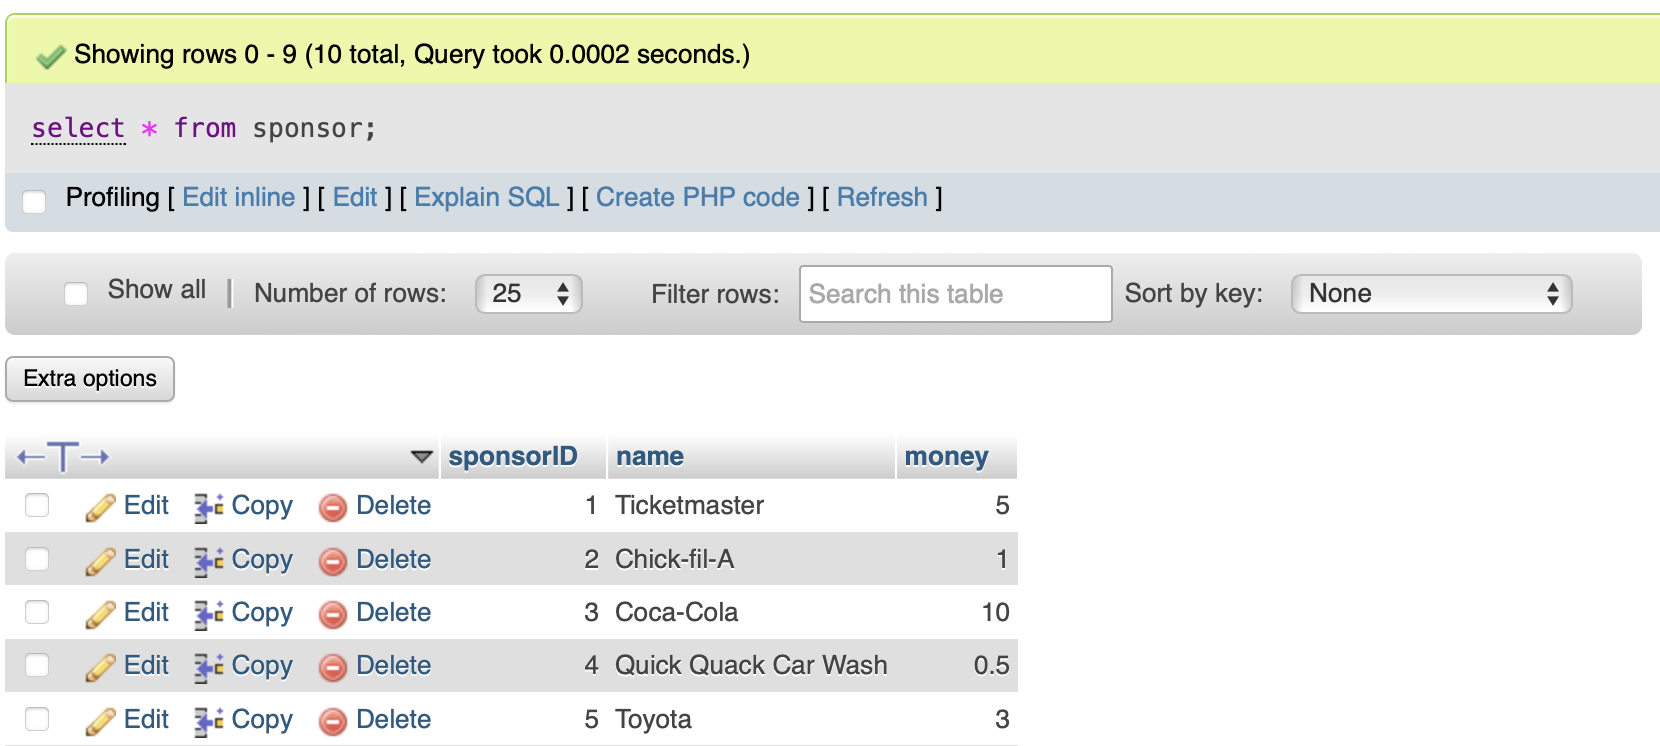 Showing rows 0 - 9 (10 total, Query took 0.0002 seconds.)
select * from sponsor;
Profiling [ Edit inline ] [ Edit ] [ Explain SQL ] [ Create PHP code ] [ Refresh ]
Show all | Number of rows: 25 Filter rows: Search this table Sort by key: None
Extra options
←T→ sponsorID name money
Edit Copy Delete 1 Ticketmaster 5
Edit Copy Delete 2 Chick-fil-A 1
Edit Copy Delete 3 Coca-Cola 10
Edit Copy Delete 4 Quick Quack Car Wash 0.5
Edit Copy Delete 5 Toyota 3